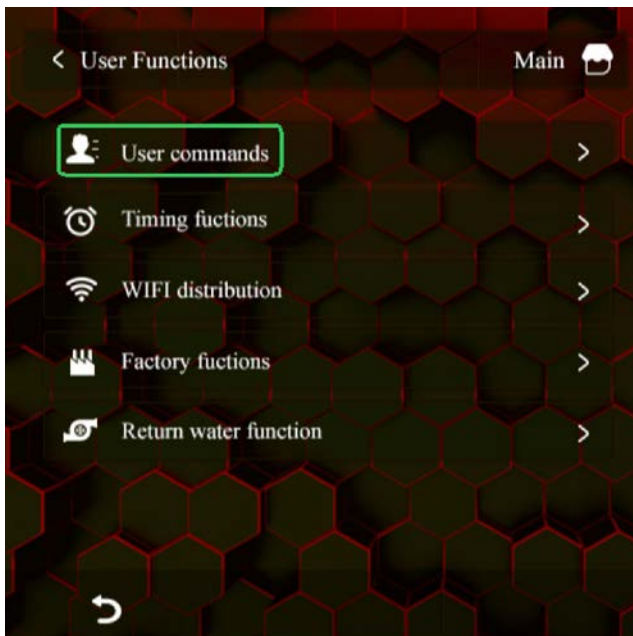 User Functions
Main
User commands
Timing fuctions
WIFI distribution
Factory fuctions
Return water function